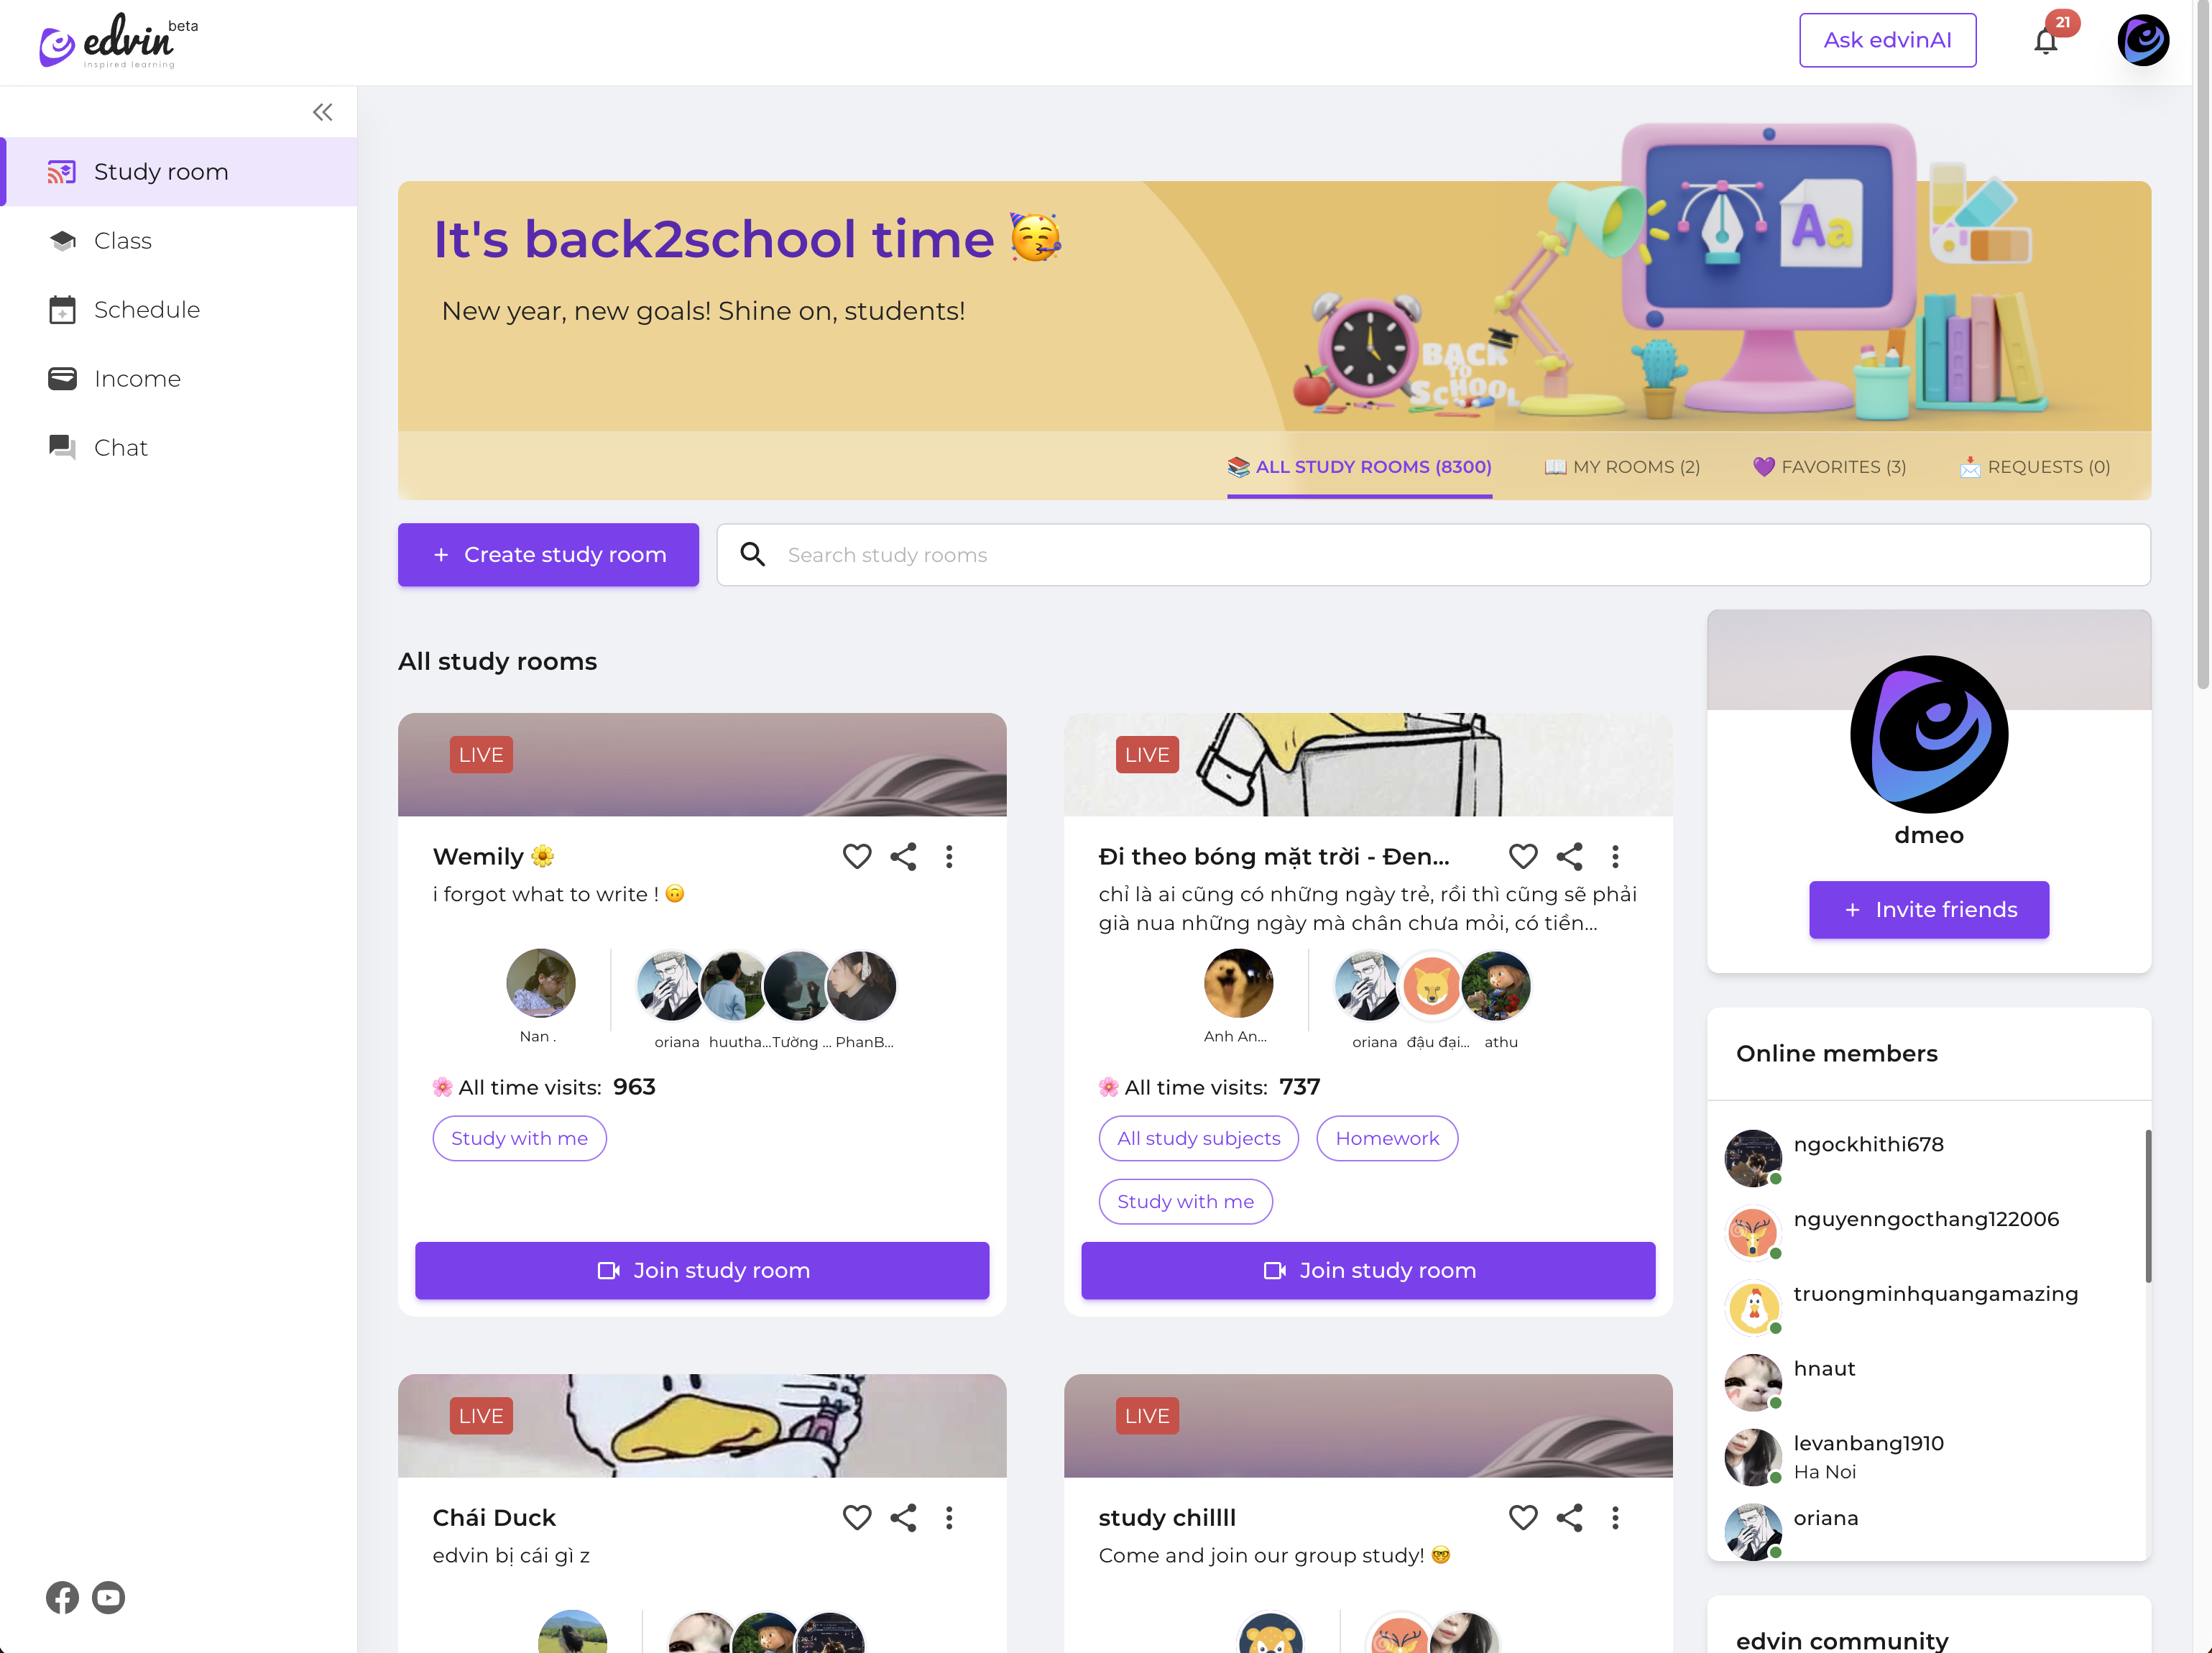 edvin beta
Inspired learning
Ask edvinAI
21
Study room
Class
Schedule
Income
Chat
It's back2school time 🥳
New year, new goals! Shine on, students!
BACK
TO
SCHOOL
Aa
📚 ALL STUDY ROOMS (8300)
📖 MY ROOMS (2)
💜 FAVORITES (3)
📩 REQUESTS (0)
+ Create study room
Search study rooms
All study rooms
LIVE
Wemily 🌼
i forgot what to write ! 🙃
Nan .
oriana huutha... Tường ... PhanB...
🌸 All time visits: 963
Study with me
Join study room
LIVE
Đi theo bóng mặt trời - Đen...
chỉ là ai cũng có những ngày trẻ, rồi thì cũng sẽ phải
già nua những ngày mà chân chưa mỏi, có tiền...
Anh An...
oriana đậu đại... athu
🌸 All time visits: 737
All study subjects
Homework
Study with me
Join study room
LIVE
Chái Duck
edvin bị cái gì z
LIVE
study chillll
Come and join our group study! 🤓
dmeo
+ Invite friends
Online members
ngockhithi678
nguyenngocthang122006
truongminhquangamazing
hnaut
levanbang1910
Ha Noi
oriana
edvin community